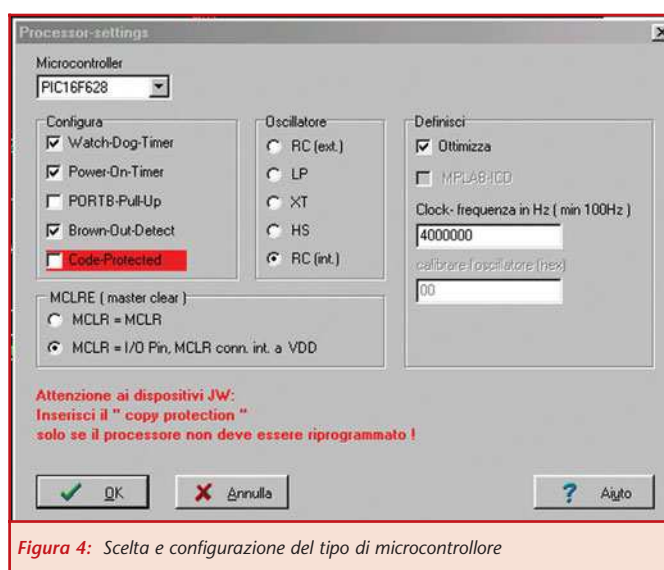 Processor-settings
Microcontroller
PIC16F628
Configura
Watch-Dog-Timer
Power-On-Timer
PORTB-Pull-Up
Brown-Out-Detect
Code-Protected
Oscillatore
RC (ext.)
LP
XT
HS
RC (int.)
Definisci
Ottimizza
MPLAB-ICD
Clock- frequenza in Hz ( min 100Hz )
4000000
calibrare l'oscillatore (hex)
00
MCLRE ( master clear )
MCLR = MCLR
MCLR = I/O Pin, MCLR conn. int. a VDD
Attenzione ai dispositivi JW:
Inserisci il " copy protection "
solo se il processore non deve essere riprogrammato !
OK
Annulla
Aiuto
Figura 4: Scelta e configurazione del tipo di microcontrollore